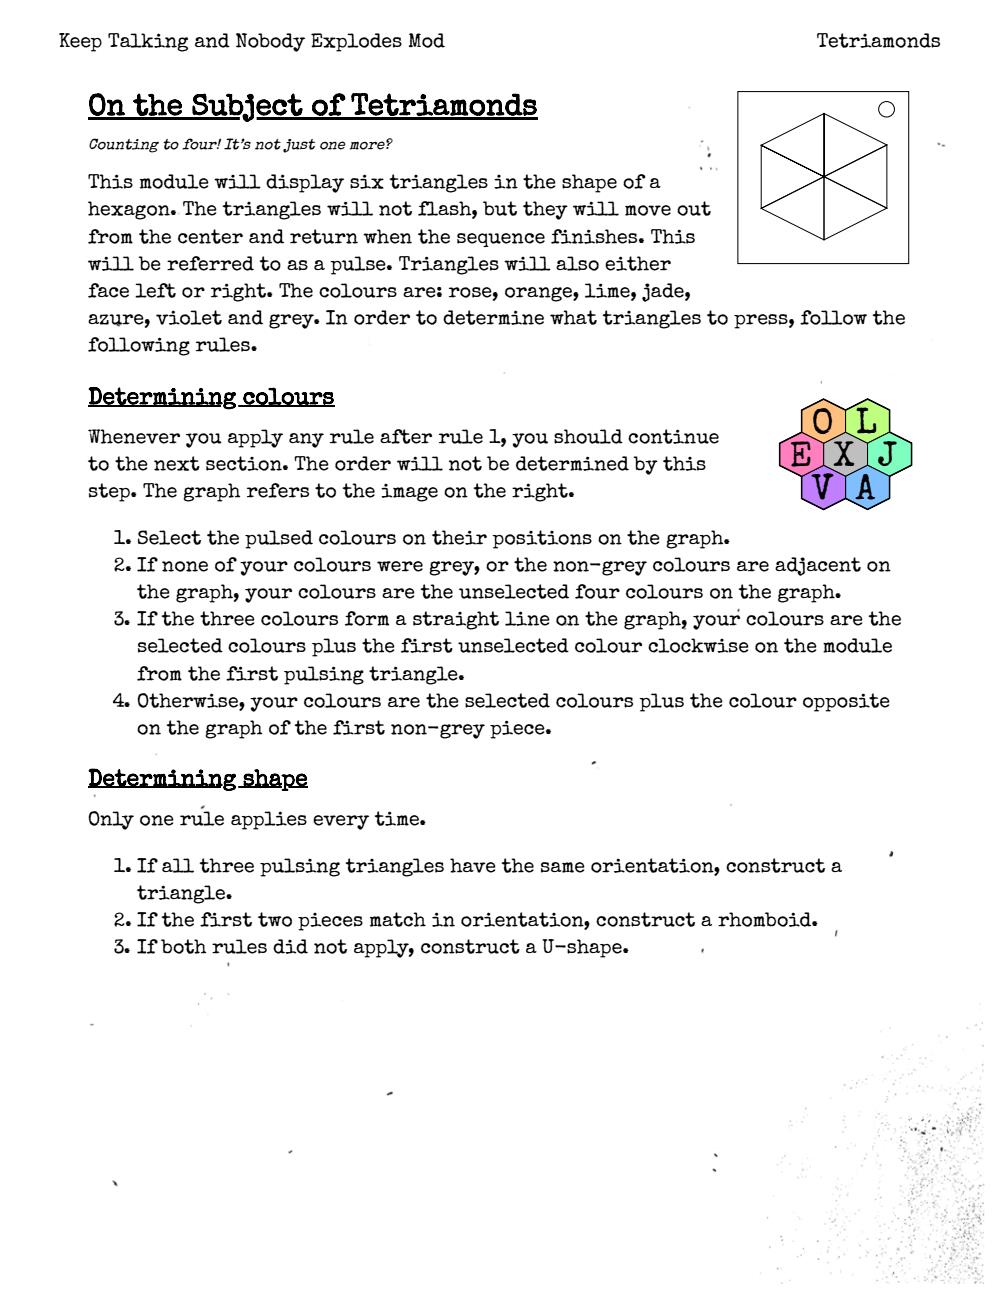 Keep Talking and Nobody Explodes Mod
Tetriamonds
On the Subject of Tetriamonds
Counting to four! It's not just one more?
This module will display six triangles in the shape of a
hexagon. The triangles will not flash, but they will move out
from the center and return when the sequence finishes. This
will be referred to as a pulse. Triangles will also either
face left or right. The colours are: rose, orange, lime, jade,
azure, violet and grey. In order to determine what triangles to press, follow the
following rules.
Determining colours
Whenever you apply any rule after rule 1, you should continue
to the next section. The order will not be determined by this
step. The graph refers to the image on the right.
O L
E X J
V A
1. Select the pulsed colours on their positions on the graph.
2. If none of your colours were grey, or the non-grey colours are adjacent on
the graph, your colours are the unselected four colours on the graph.
3. If the three colours form a straight line on the graph, your colours are the
selected colours plus the first unselected colour clockwise on the module
from the first pulsing triangle.
4. Otherwise, your colours are the selected colours plus the colour opposite
on the graph of the first non-grey piece.
Determining shape
Only one rule applies every time.
1. If all three pulsing triangles have the same orientation, construct a
triangle.
2. If the first two pieces match in orientation, construct a rhomboid.
3. If both rules did not apply, construct a U-shape.